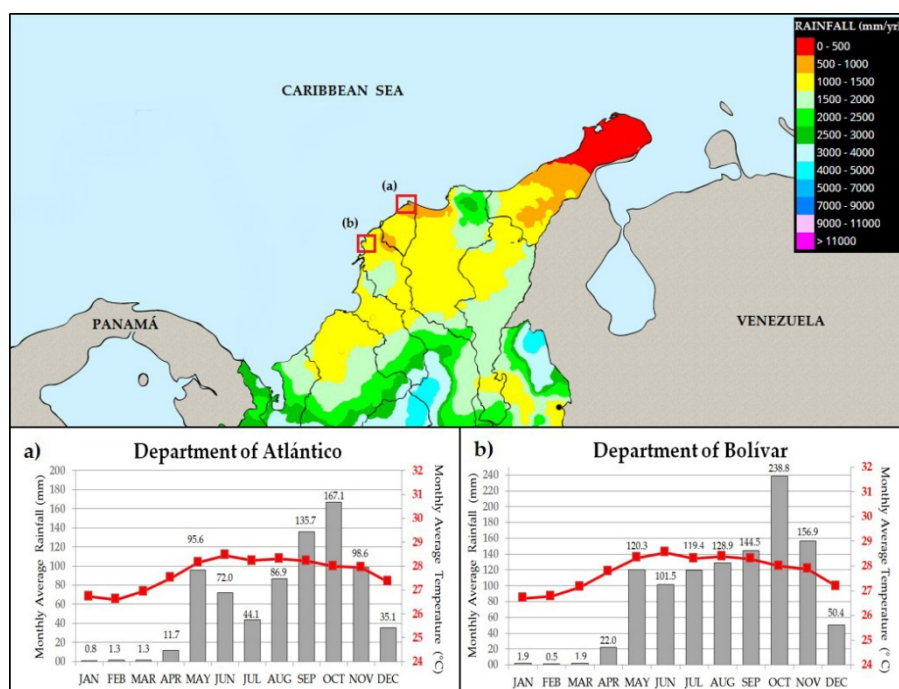 RAINFALL (mm/yr)
0 - 500
500 - 1000
1000 - 1500
1500 - 2000
2000 - 2500
2500 - 3000
3000 - 4000
4000 - 5000
5000 - 7000
7000 - 9000
9000 - 11000
> 11000
CARIBBEAN SEA
(a)
(b)
PANAMÁ
VENEZUELA
a)
Department of Atlántico
Monthly Average Rainfall (mm)
200
180
160
140
120
100
80
60
40
20
00
0.8
1.3
1.3
11.7
95.6
72.0
44.1
86.9
135.7
167.1
98.6
35.1
32
31
30
29
28
27
26
25
24
Monthly Average Temperature (°C)
JAN FEB MAR APR MAY JUN JUL AUG SEP OCT NOV DEC
b)
Department of Bolívar
Monthly Average Rainfall (mm)
240
220
200
180
160
140
120
100
80
60
40
20
00
1.9
0.5
1.9
22.0
120.3
101.5
119.4
128.9
144.5
238.8
156.9
50.4
32
31
30
29
28
27
26
25
24
Monthly Average Temperature (°C)
JAN FEB MAR APR MAY JUN JUL AUG SEP OCT NOV DEC